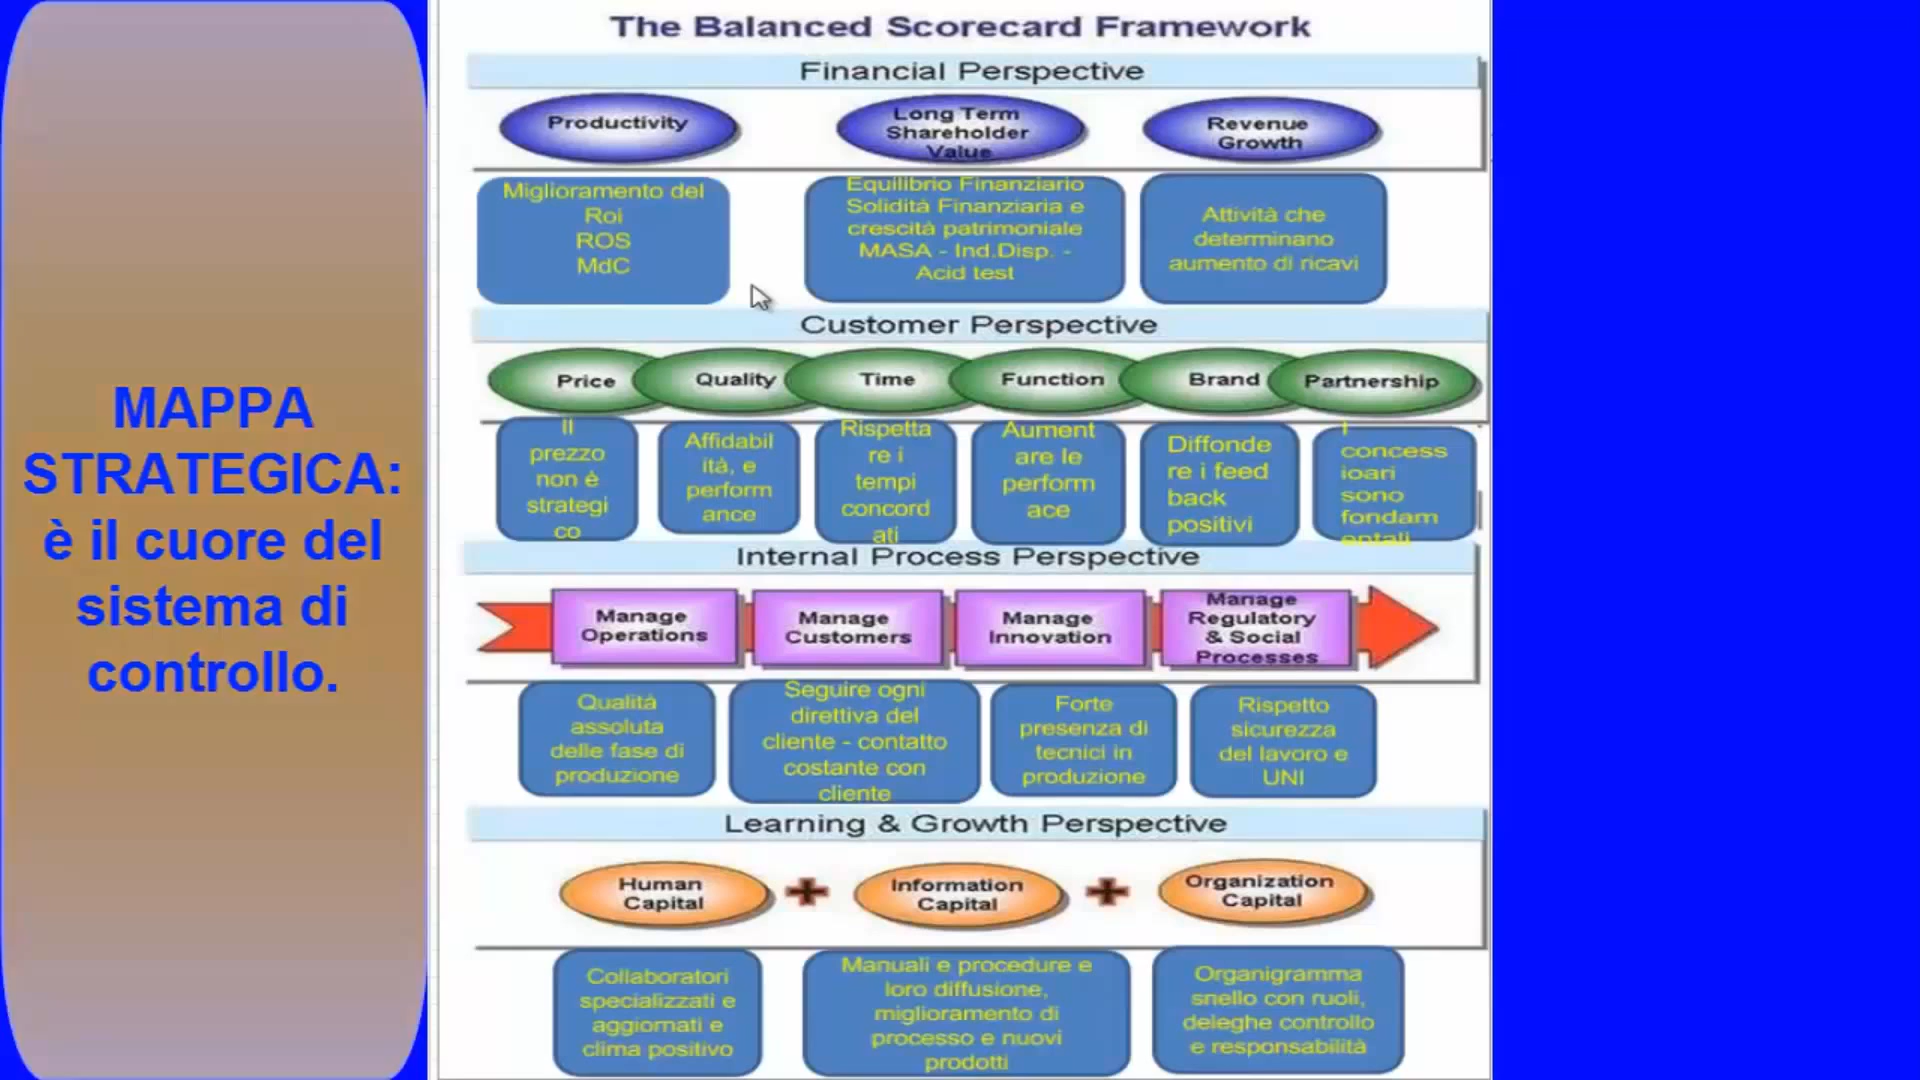 MAPPA
STRATEGICA:
è il cuore del
sistema di
controllo.
The Balanced Scorecard Framework
Financial Perspective
Productivity
Long Term
Shareholder
Value
Revenue
Growth
Miglioramento del
Roi
ROS
MdC
Equilibrio Finanziario
Solidità Finanziaria e
crescità patrimoniale
MASA - Ind.Disp. -
Acid test
Attività che
determinano
aumento di ricavi
Customer Perspective
Price
Quality
Time
Function
Brand
Partnership
Il
prezzo
non è
strategi
co
Affidabil
ità, e
perform
ance
Rispetta
re i
tempi
concord
ati
Aument
are le
perform
ace
Diffonde
re i feed
back
positivi
I
concess
ioari
sono
fondam
entali
Internal Process Perspective
Manage
Operations
Manage
Customers
Manage
Innovation
Manage
Regulatory
& Social
Processes
Qualità
assoluta
delle fase di
produzione
Seguire ogni
direttiva del
cliente - contatto
costante con
cliente
Forte
presenza di
tecnici in
produzione
Rispetto
sicurezza
del lavoro e
UNI
Learning & Growth Perspective
Human
Capital
Information
Capital
Organization
Capital
Collaboratori
specializzati e
aggiornati e
clima positivo
Manuali e procedure e
loro diffusione,
miglioramento di
processo e nuovi
prodotti
Organigramma
snello con ruoli,
deleghe controllo
e responsabilità